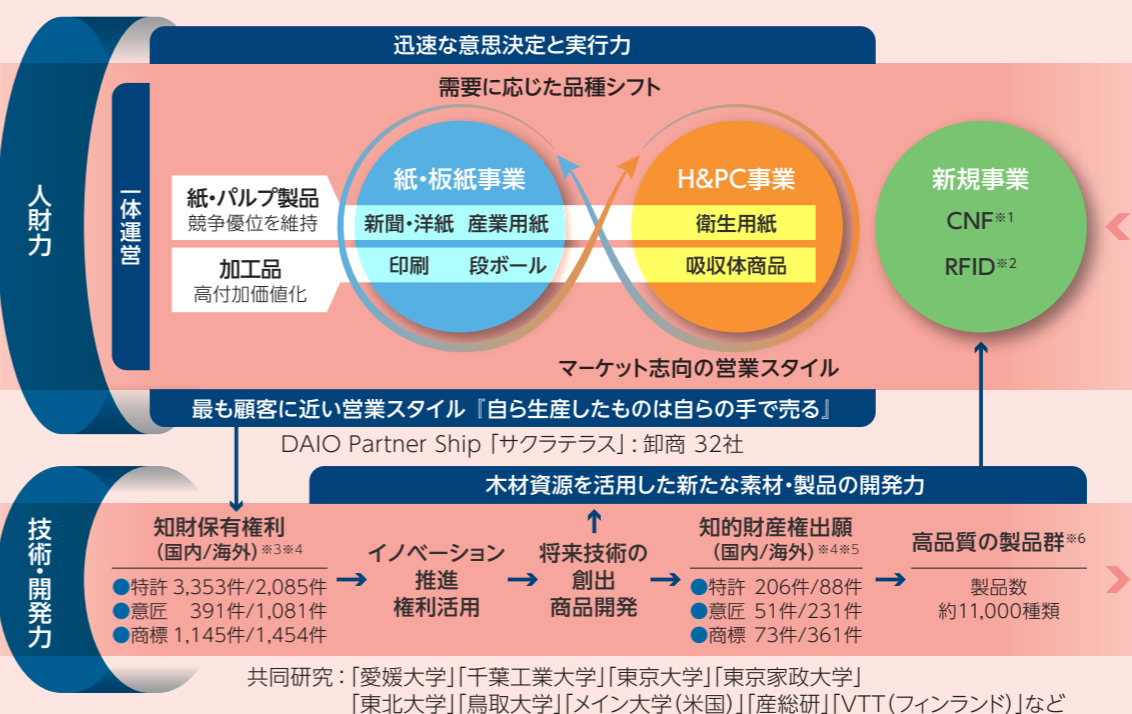 人財力
迅速な意思決定と実行力
一体運営
需要に応じた品種シフト
紙・パルプ製品
競争優位を維持
加工品
高付加価値化
紙・板紙事業
新聞・洋紙 産業用紙
印刷 段ボール
H&PC事業
衛生用紙
吸収体商品
新規事業
CNF※1
RFID※2
マーケット志向の営業スタイル
最も顧客に近い営業スタイル『自ら生産したものは自らの手で売る』
DAIO Partner Ship「サクラテラス」：卸商 32社
技術・開発力
木材資源を活用した新たな素材・製品の開発力
知財保有権利
（国内/海外）※3※4
●特許 3,353件/2,085件
●意匠 391件/1,081件
●商標 1,145件/1,454件
イノベーション
推進
権利活用
将来技術の
創出
商品開発
知的財産権出願
（国内/海外）※4※5
●特許 206件/88件
●意匠 51件/231件
●商標 73件/361件
高品質の製品群※6
製品数
約11,000種類
共同研究：「愛媛大学」「千葉工業大学」「東京大学」「東京家政大学」
「東北大学」「鳥取大学」「メイン大学（米国）」「産総研」「VTT（フィンランド）」など